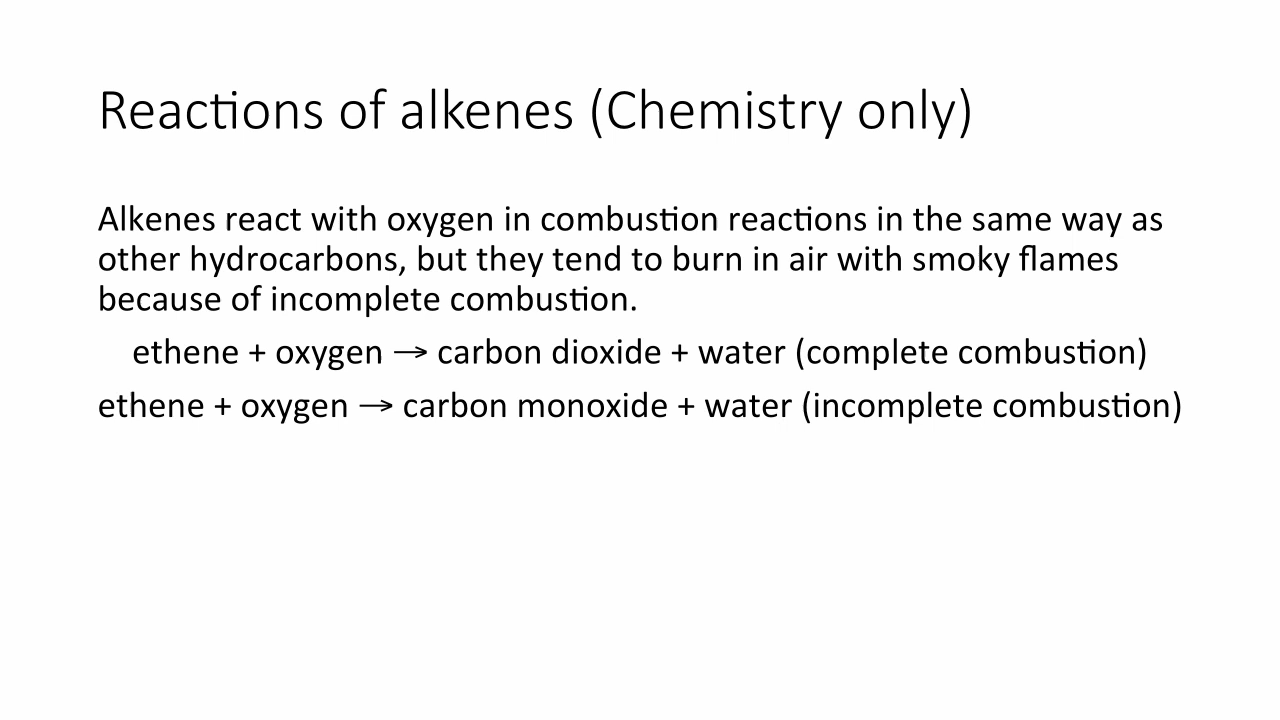 Reactions of alkenes (Chemistry only)
Alkenes react with oxygen in combustion reactions in the same way as
other hydrocarbons, but they tend to burn in air with smoky flames
because of incomplete combustion.
ethene + oxygen → carbon dioxide + water (complete combustion)
ethene + oxygen → carbon monoxide + water (incomplete combustion)